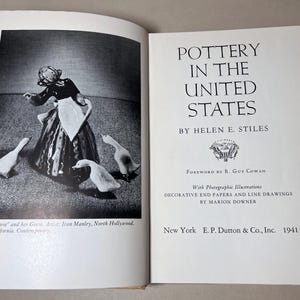 and her Geese. Artist: Jean Manley, North Hollywood,
California. Contemporary.
POTTERY
IN THE
UNITED
STATES
BY HELEN E. STILES
FOREWORD BY R. GUY COWAN
With Photographic Illustrations
DECORATIVE END PAPERS AND LINE DRAWINGS
BY MARION DOWNER
New York E. P. Dutton & Co., Inc. 1941